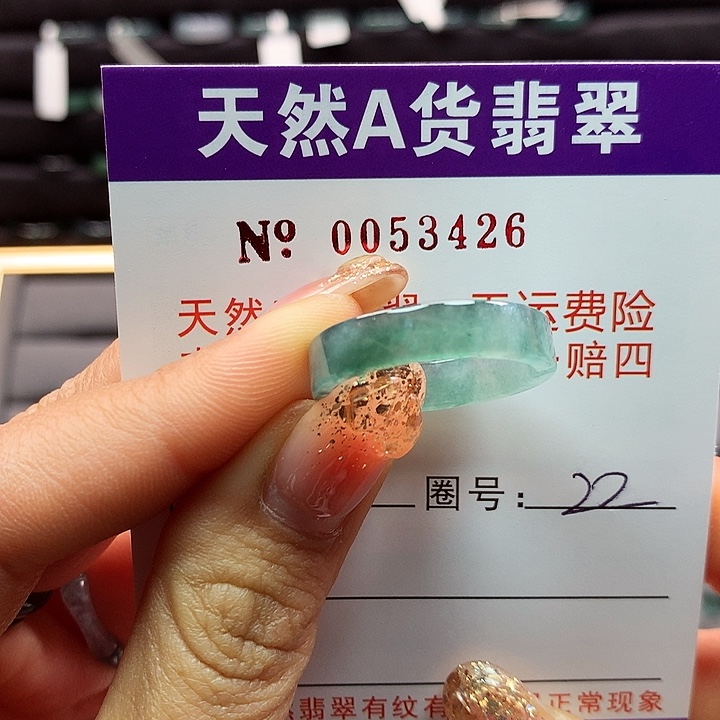 天然A货翡翠
Nº 0053426
天然 翠 运费险
赔四
圈号: 22
翡翠有纹有 正常现象